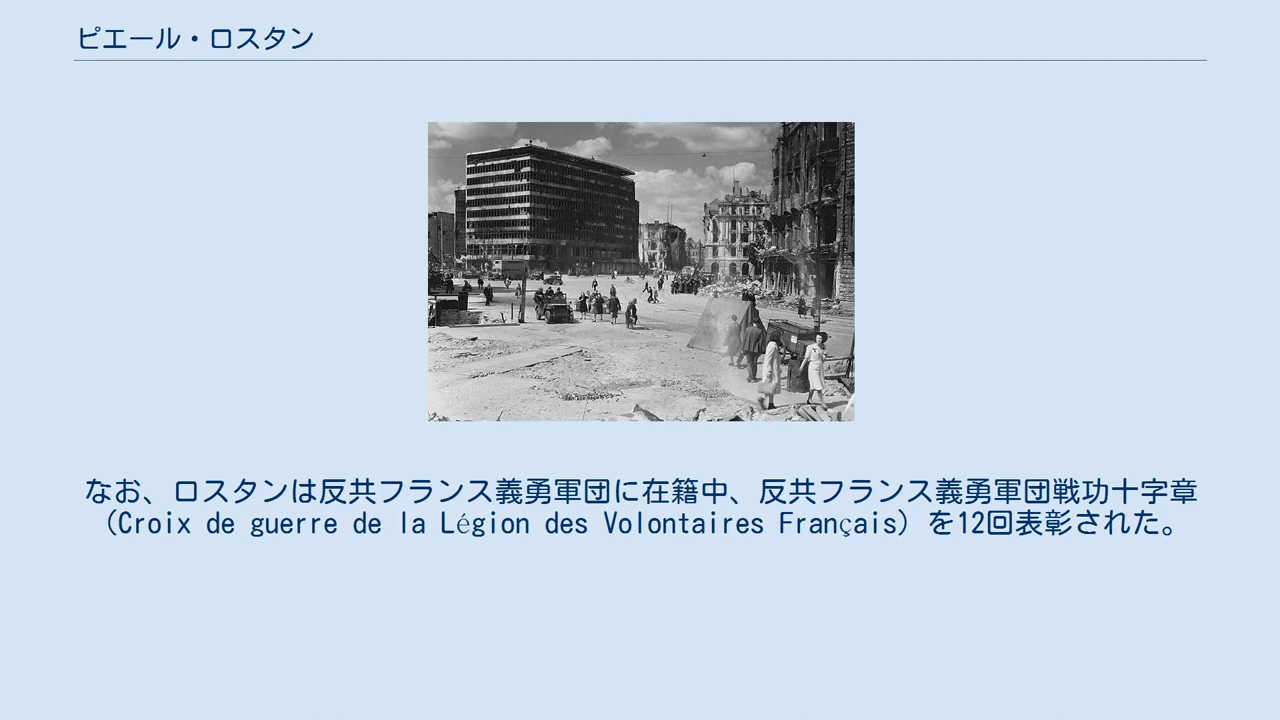 ピエール・ロスタン
なお、ロスタンは反共フランス義勇軍団に在籍中、反共フランス義勇軍団戦功十字章
（Croix de guerre de la Légion des Volontaires Français）を12回表彰された。